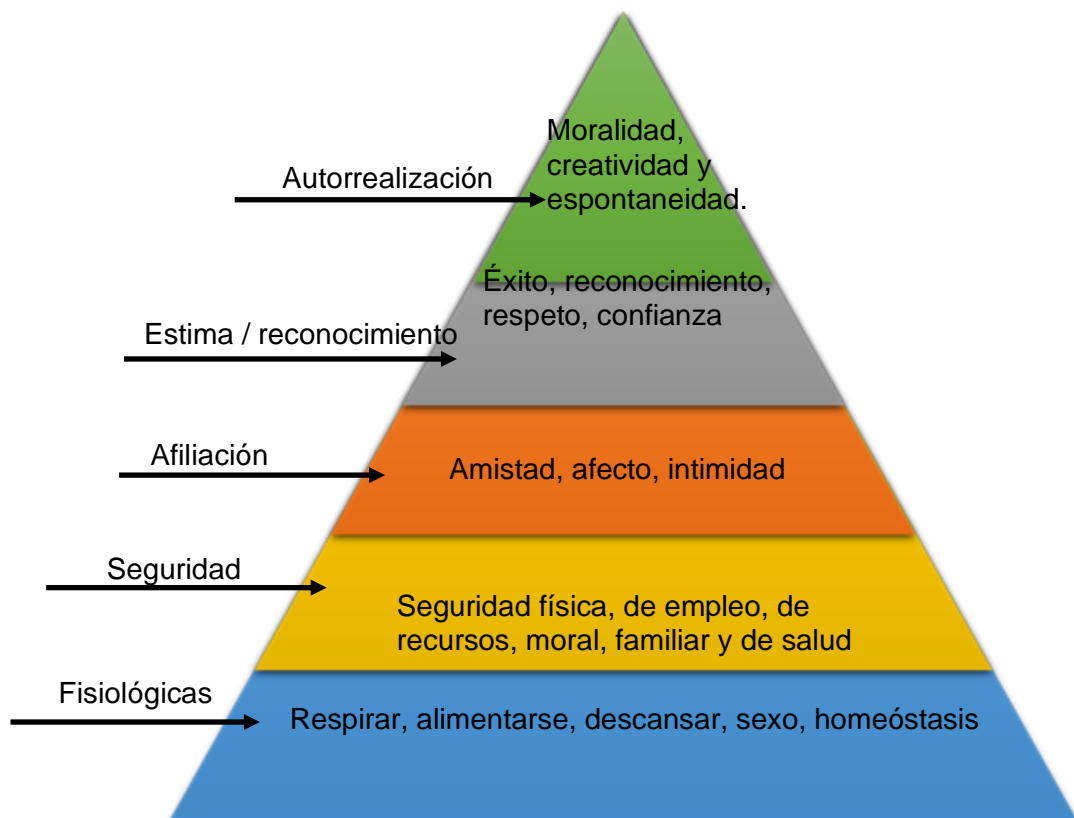 Autorrealización
Moralidad,
creatividad y
espontaneidad.
Estima / reconocimiento
Éxito, reconocimiento,
respeto, confianza
Afiliación
Amistad, afecto, intimidad
Seguridad
Seguridad física, de empleo, de
recursos, moral, familiar y de salud
Fisiológicas
Respirar, alimentarse, descansar, sexo, homeóstasis